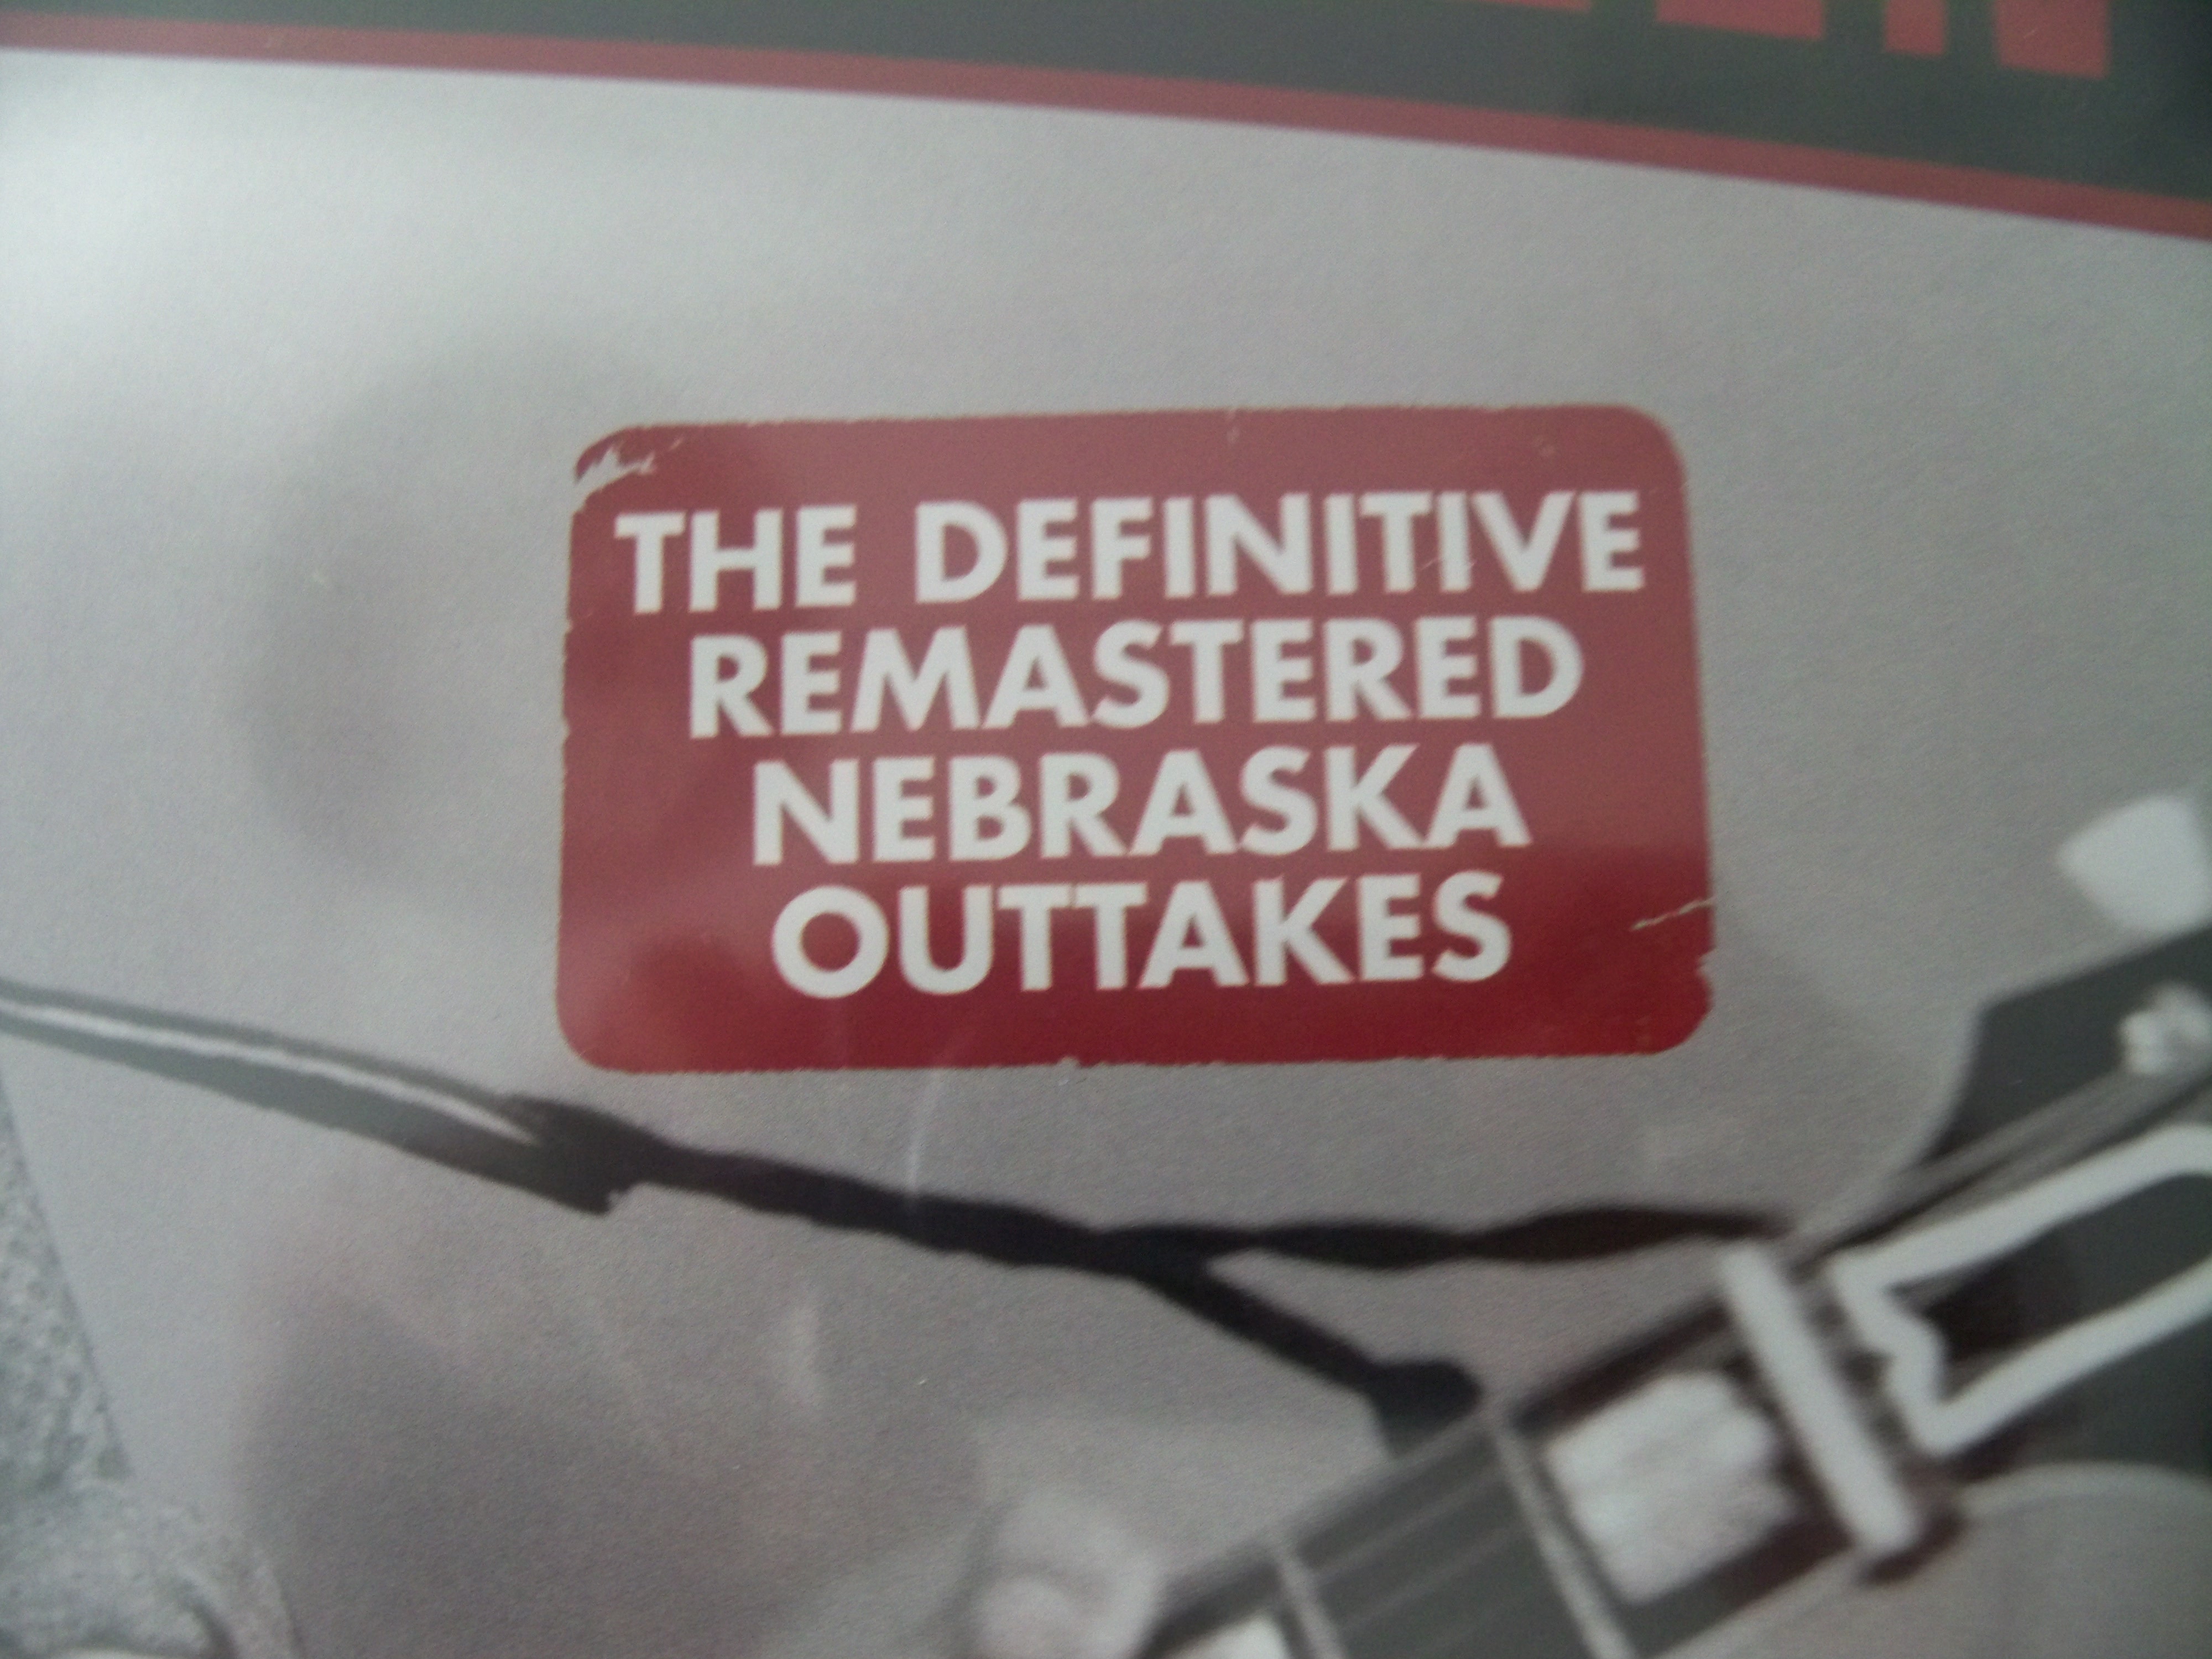 THE DEFINITIVE
REMASTERED
NEBRASKA
OUTTAKES